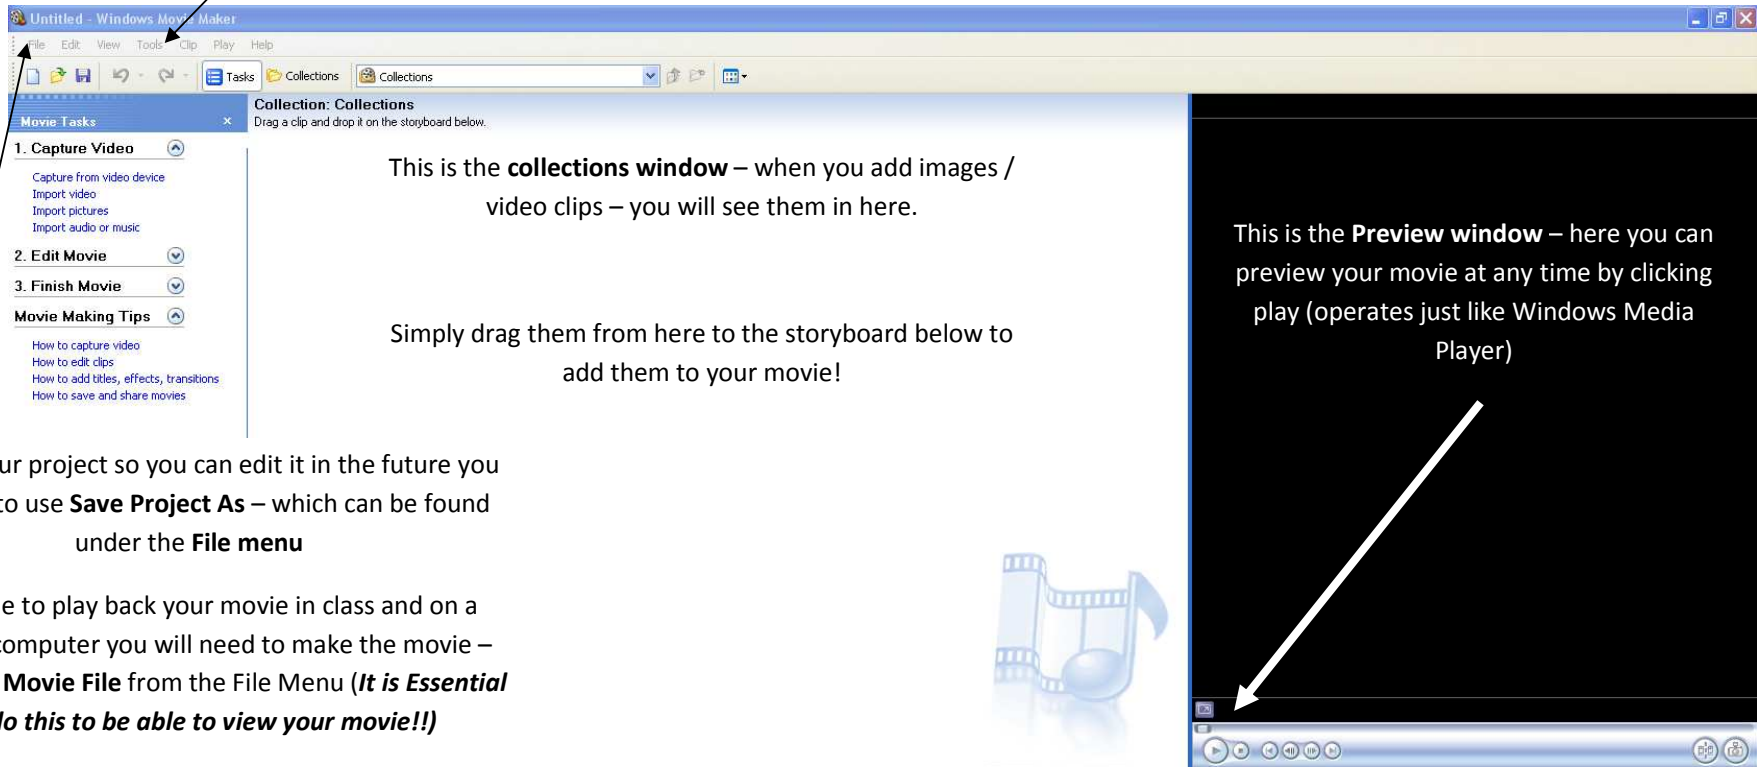 Untitled - Windows Movie Maker
File Edit View Tools Clip Play Help
Tasks Collections Collections
Movie Tasks
Collection: Collections
Drag a clip and drop it on the storyboard below.
1. Capture Video
Capture from video device
Import video
Import pictures
Import audio or music
2. Edit Movie
3. Finish Movie
Movie Making Tips
How to capture video
How to edit clips
How to add titles, effects, transitions
How to save and share movies
This is the collections window – when you add images /
video clips – you will see them in here.
Simply drag them from here to the storyboard below to
add them to your movie!
This is the Preview window – here you can
preview your movie at any time by clicking
play (operates just like Windows Media
Player)
ur project so you can edit it in the future you
to use Save Project As – which can be found
under the File menu
e to play back your movie in class and on a
computer you will need to make the movie –
Movie File from the File Menu (It is Essential
do this to be able to view your movie!!)